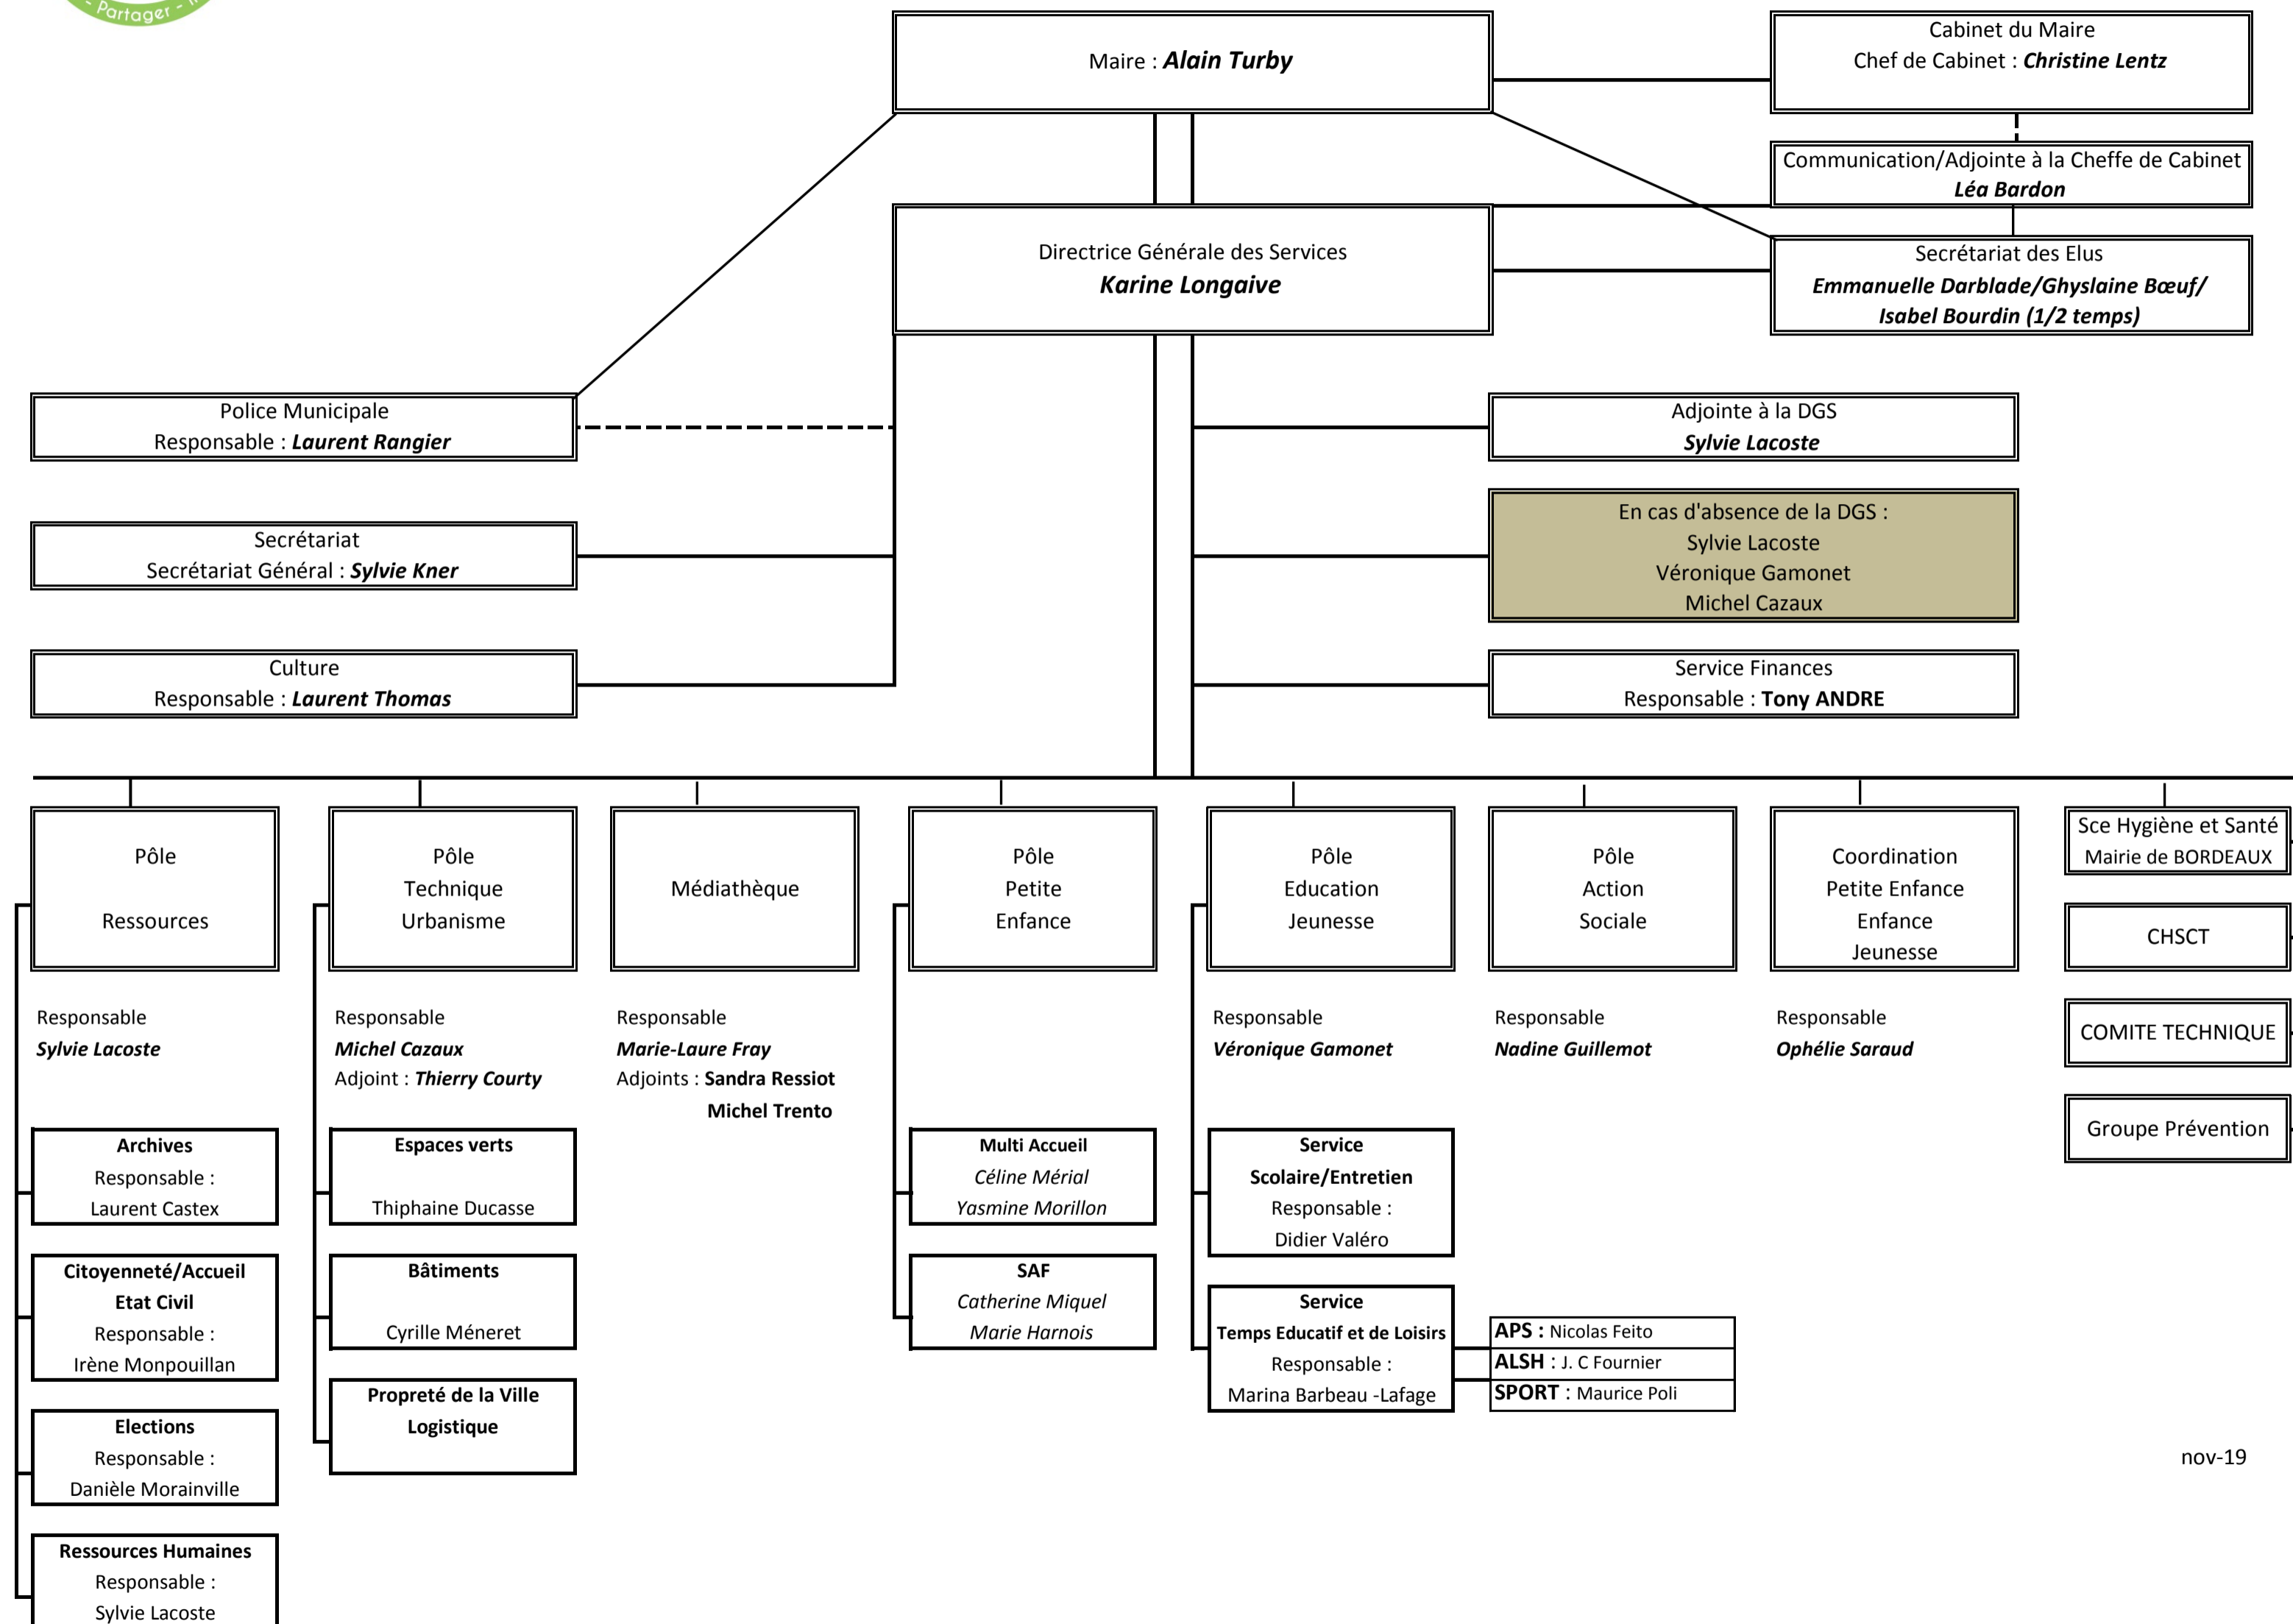 - Partager -
Maire : Alain Turby
Cabinet du Maire
Chef de Cabinet : Christine Lentz
Communication/Adjointe à la Cheffe de Cabinet
Léa Bardon
Directrice Générale des Services
Karine Longaive
Secrétariat des Elus
Emmanuelle Darblade/Ghyslaine Bœuf/
Isabel Bourdin (1/2 temps)
Police Municipale
Responsable : Laurent Rangier
Adjointe à la DGS
Sylvie Lacoste
Secrétariat
Secrétariat Général : Sylvie Kner
En cas d'absence de la DGS :
Sylvie Lacoste
Véronique Gamonet
Michel Cazaux
Culture
Responsable : Laurent Thomas
Service Finances
Responsable : Tony ANDRE
Pôle
Ressources
Responsable
Sylvie Lacoste
Archives
Responsable :
Laurent Castex
Citoyenneté/Accueil
Etat Civil
Responsable :
Irène Monpouillan
Elections
Responsable :
Danièle Morainville
Ressources Humaines
Responsable :
Sylvie Lacoste
Pôle
Technique
Urbanisme
Responsable
Michel Cazaux
Adjoint : Thierry Courty
Espaces verts
Thiphaine Ducasse
Bâtiments
Cyrille Méneret
Propreté de la Ville
Logistique
Médiathèque
Responsable
Marie-Laure Fray
Adjoints : Sandra Ressiot
Michel Trento
Pôle
Petite
Enfance
Multi Accueil
Céline Mérial
Yasmine Morillon
SAF
Catherine Miquel
Marie Harnois
Pôle
Education
Jeunesse
Responsable
Véronique Gamonet
Service
Scolaire/Entretien
Responsable :
Didier Valéro
Service
Temps Educatif et de Loisirs
Responsable :
Marina Barbeau -Lafage
APS : Nicolas Feito
ALSH : J. C Fournier
SPORT : Maurice Poli
Pôle
Action
Sociale
Responsable
Nadine Guillemot
Coordination
Petite Enfance
Enfance
Jeunesse
Responsable
Ophélie Saraud
Sce Hygiène et Santé
Mairie de BORDEAUX
CHSCT
COMITE TECHNIQUE
Groupe Prévention
nov-19